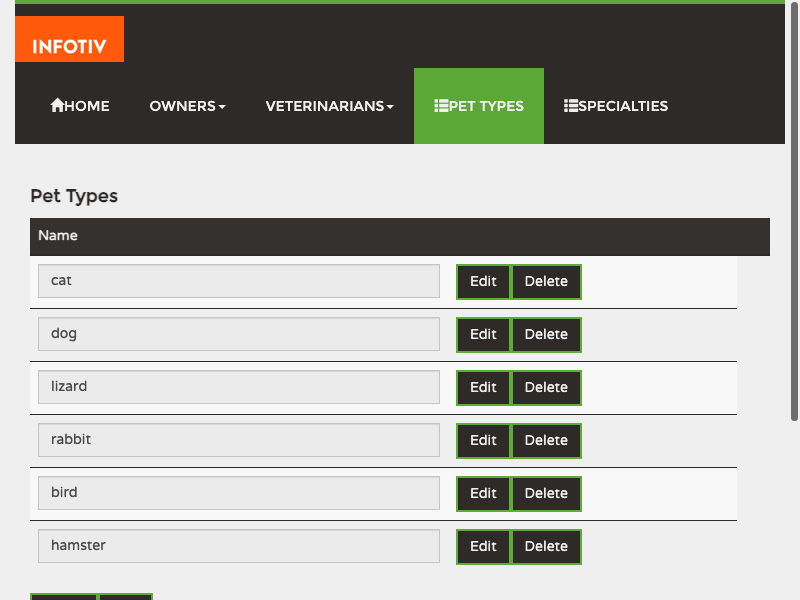 INFOTIV
HOME OWNERS VETERINARIANS PET TYPES SPECIALTIES
Pet Types
Name
cat Edit Delete
dog Edit Delete
lizard Edit Delete
rabbit Edit Delete
bird Edit Delete
hamster Edit Delete